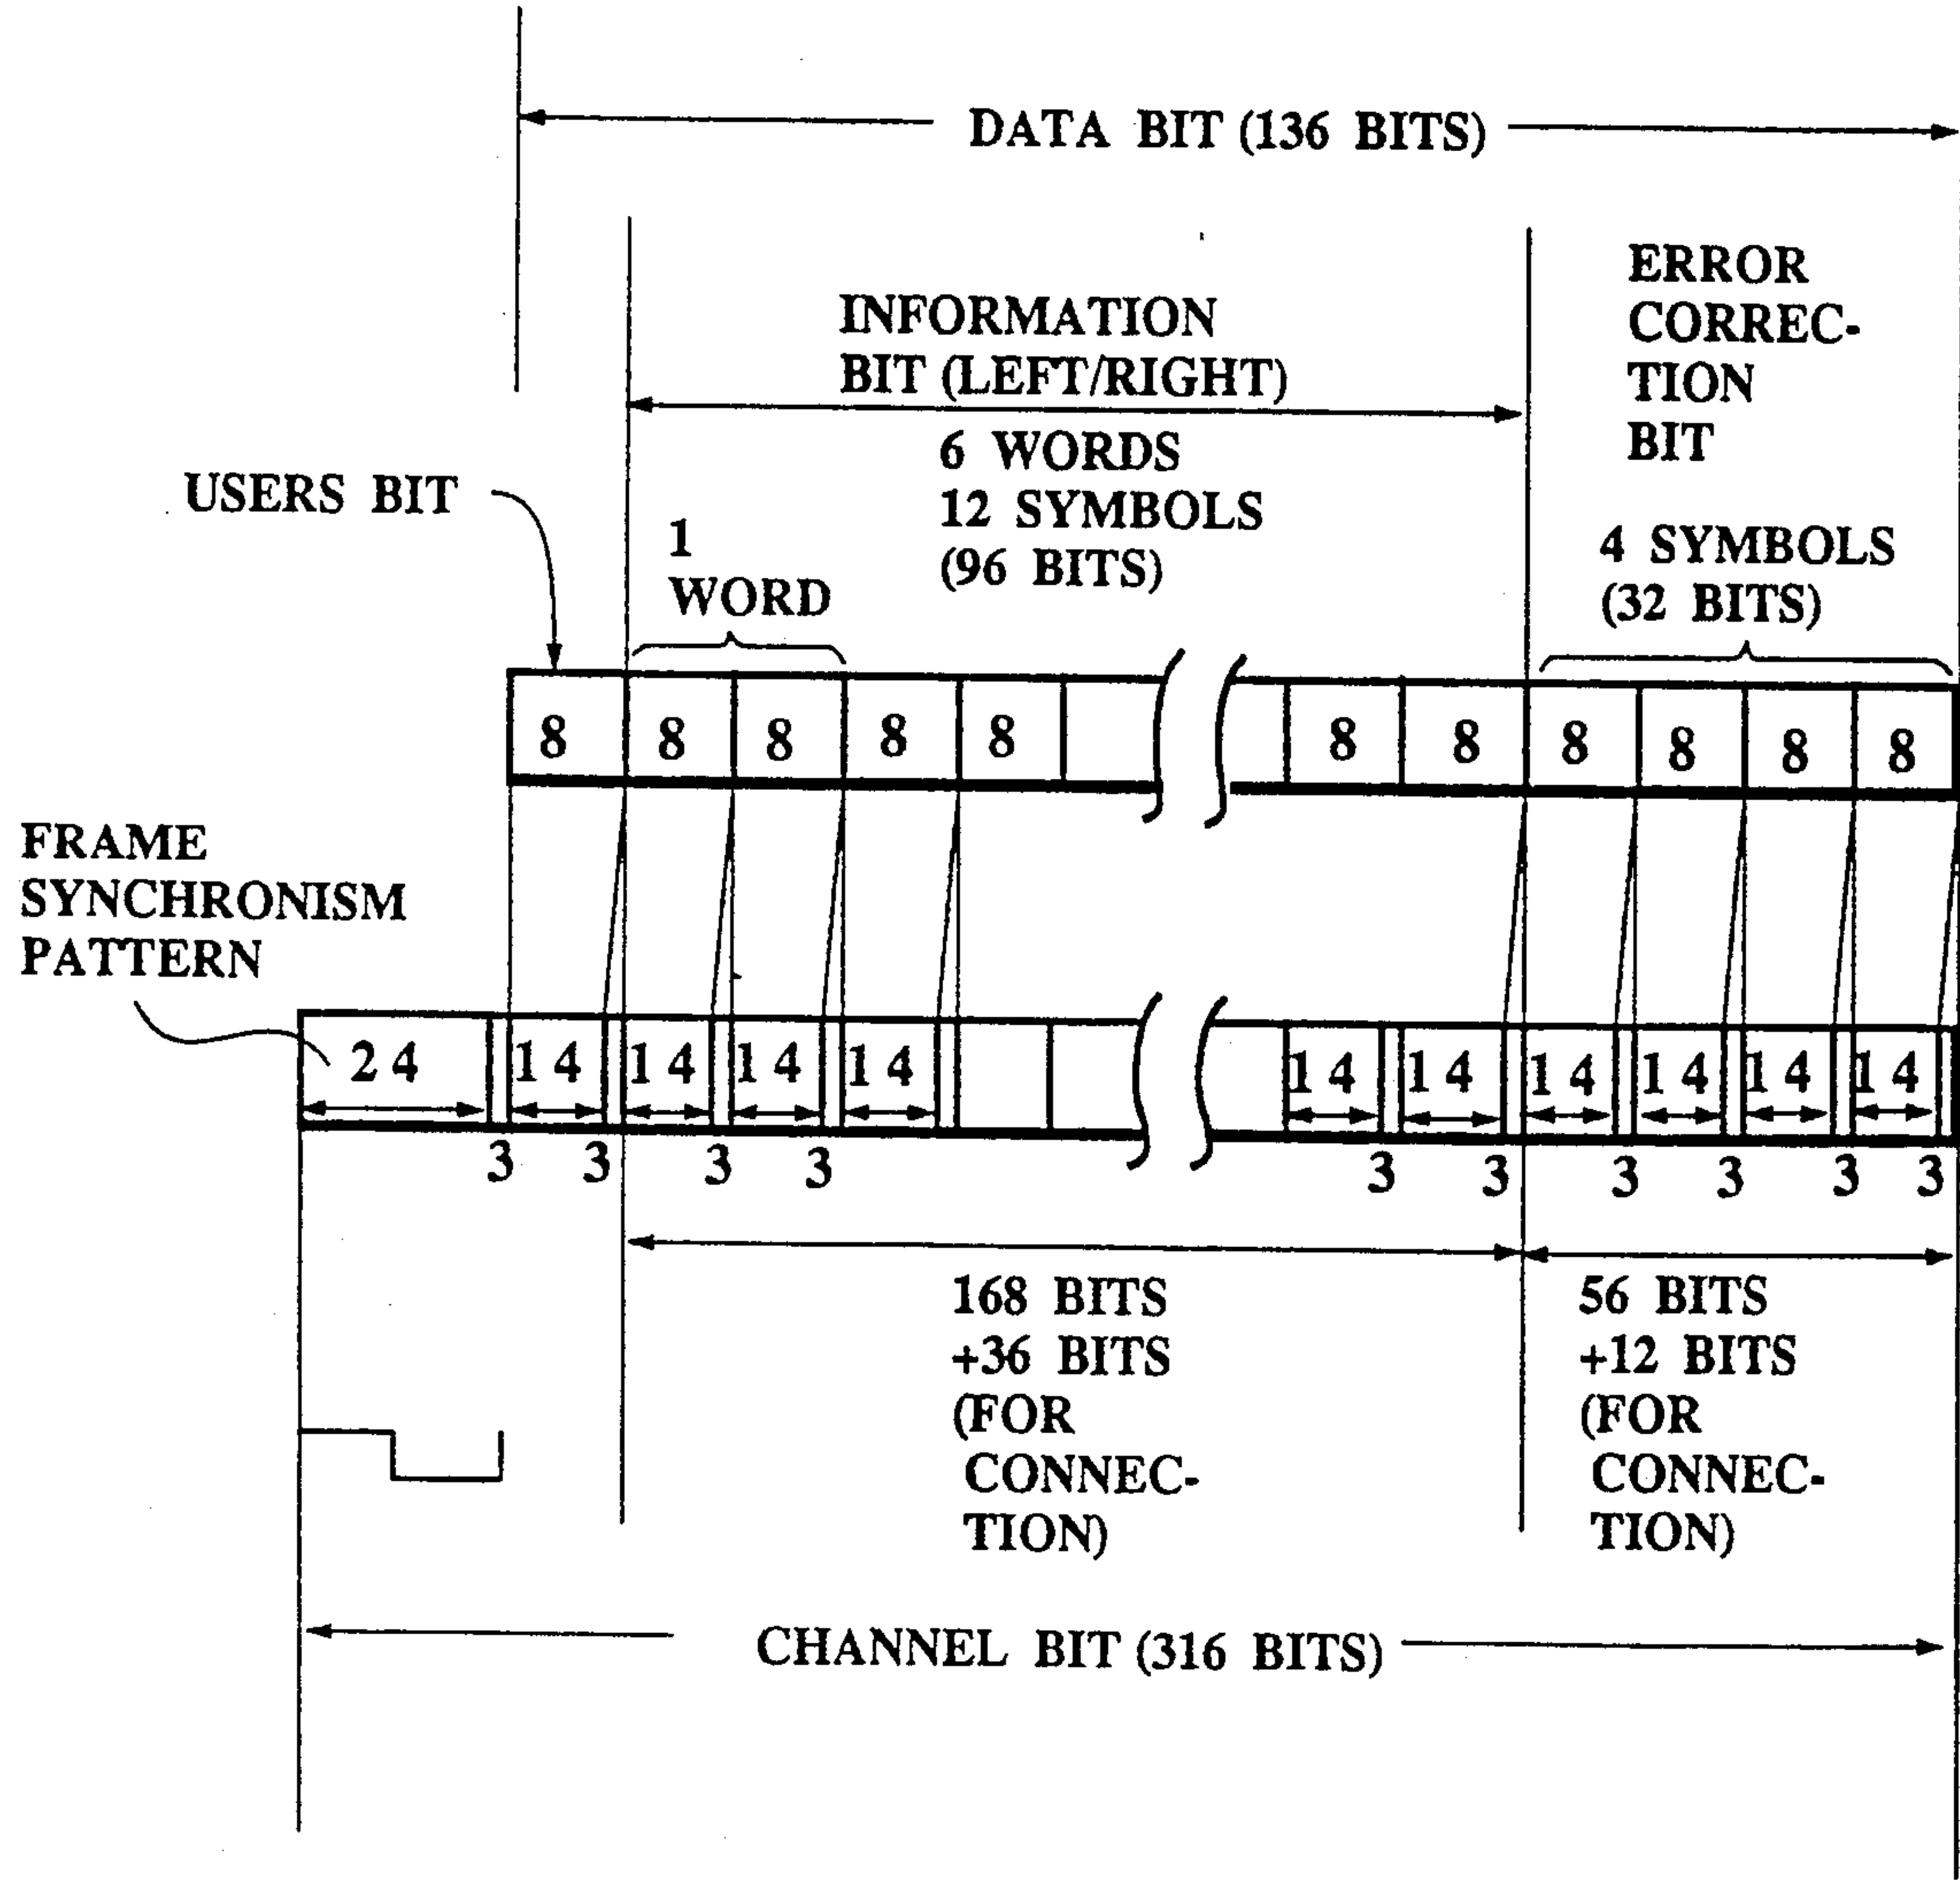 DATA BIT (136 BITS)
INFORMATION
BIT (LEFT/RIGHT)
6 WORDS
12 SYMBOLS
(96 BITS)
ERROR
CORREC-
TION
BIT
4 SYMBOLS
(32 BITS)
USERS BIT
1
WORD
8 8 8 8 8 8 8 8 8 8 8
FRAME
SYNCHRONISM
PATTERN
24 14 14 14 14 14 14 14 14 14 14
3 3 3 3 3 3 3 3 3 3
168 BITS
+36 BITS
(FOR
CONNEC-
TION)
56 BITS
+12 BITS
(FOR
CONNEC-
TION)
CHANNEL BIT (316 BITS)